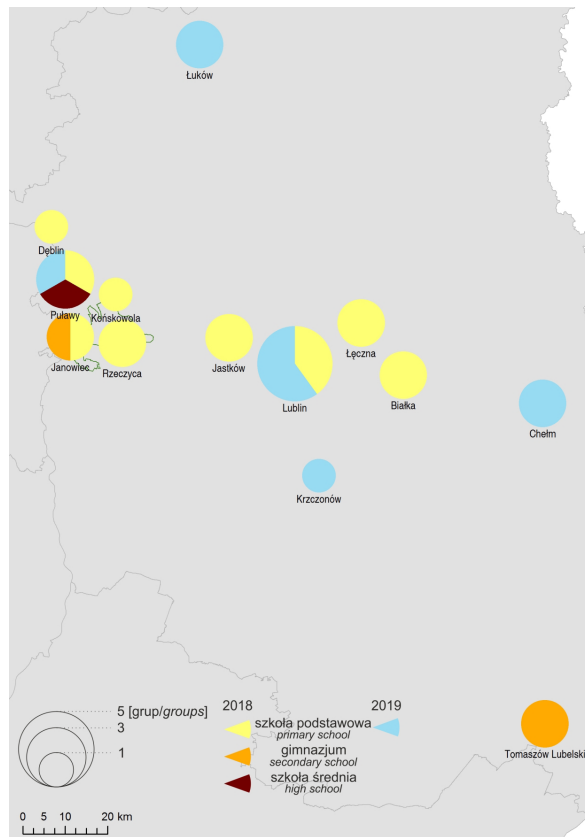 Łuków
Dęblin
Puławy
Końskowola
Janowiec
Rzeczyca
Jastków
Lublin
Łęczna
Białka
Chełm
Krzczonów
Tomaszów Lubelski
5 [grup/groups]
3
1
2018
2019
szkoła podstawowa
primary school
gimnazjum
secondary school
szkoła średnia
high school
0 5 10 20 km